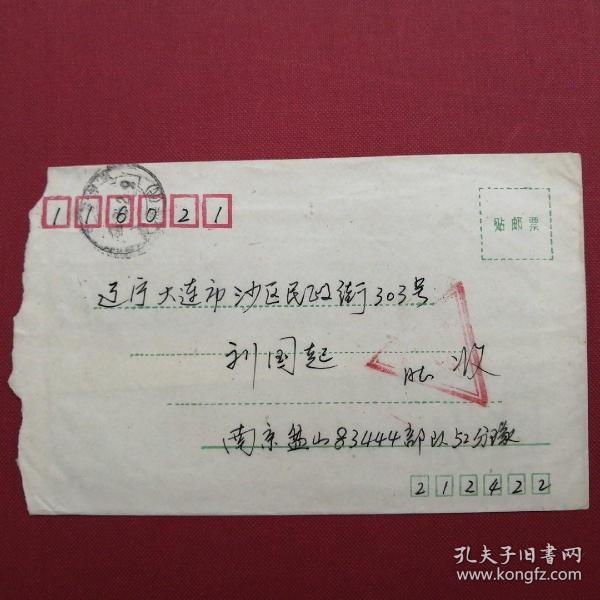 116021
贴邮票
辽宁大连市沙区民政街303号
刘国起 收
南京盐山83444部队52分队
212422
孔夫子旧书网
www.kongfz.com